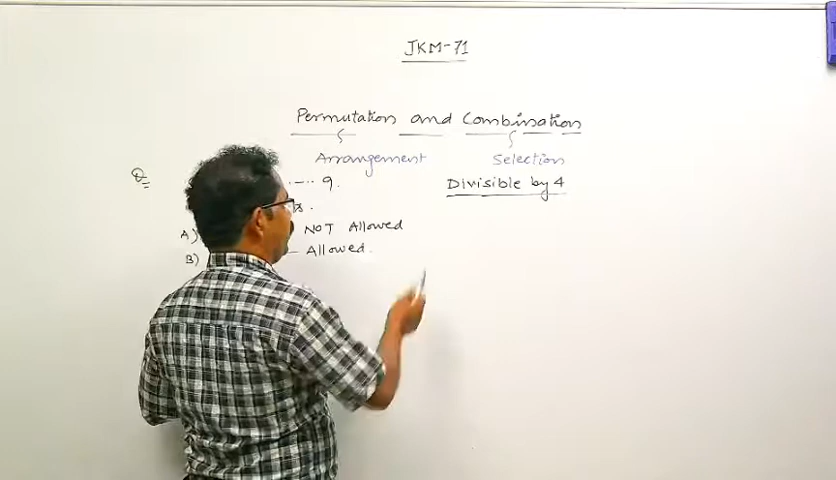 JKM-71
Permutation and Combination
Arrangement Selection
Q
---- 9. Divisible by 4
A) NOT Allowed
B) — Allowed.